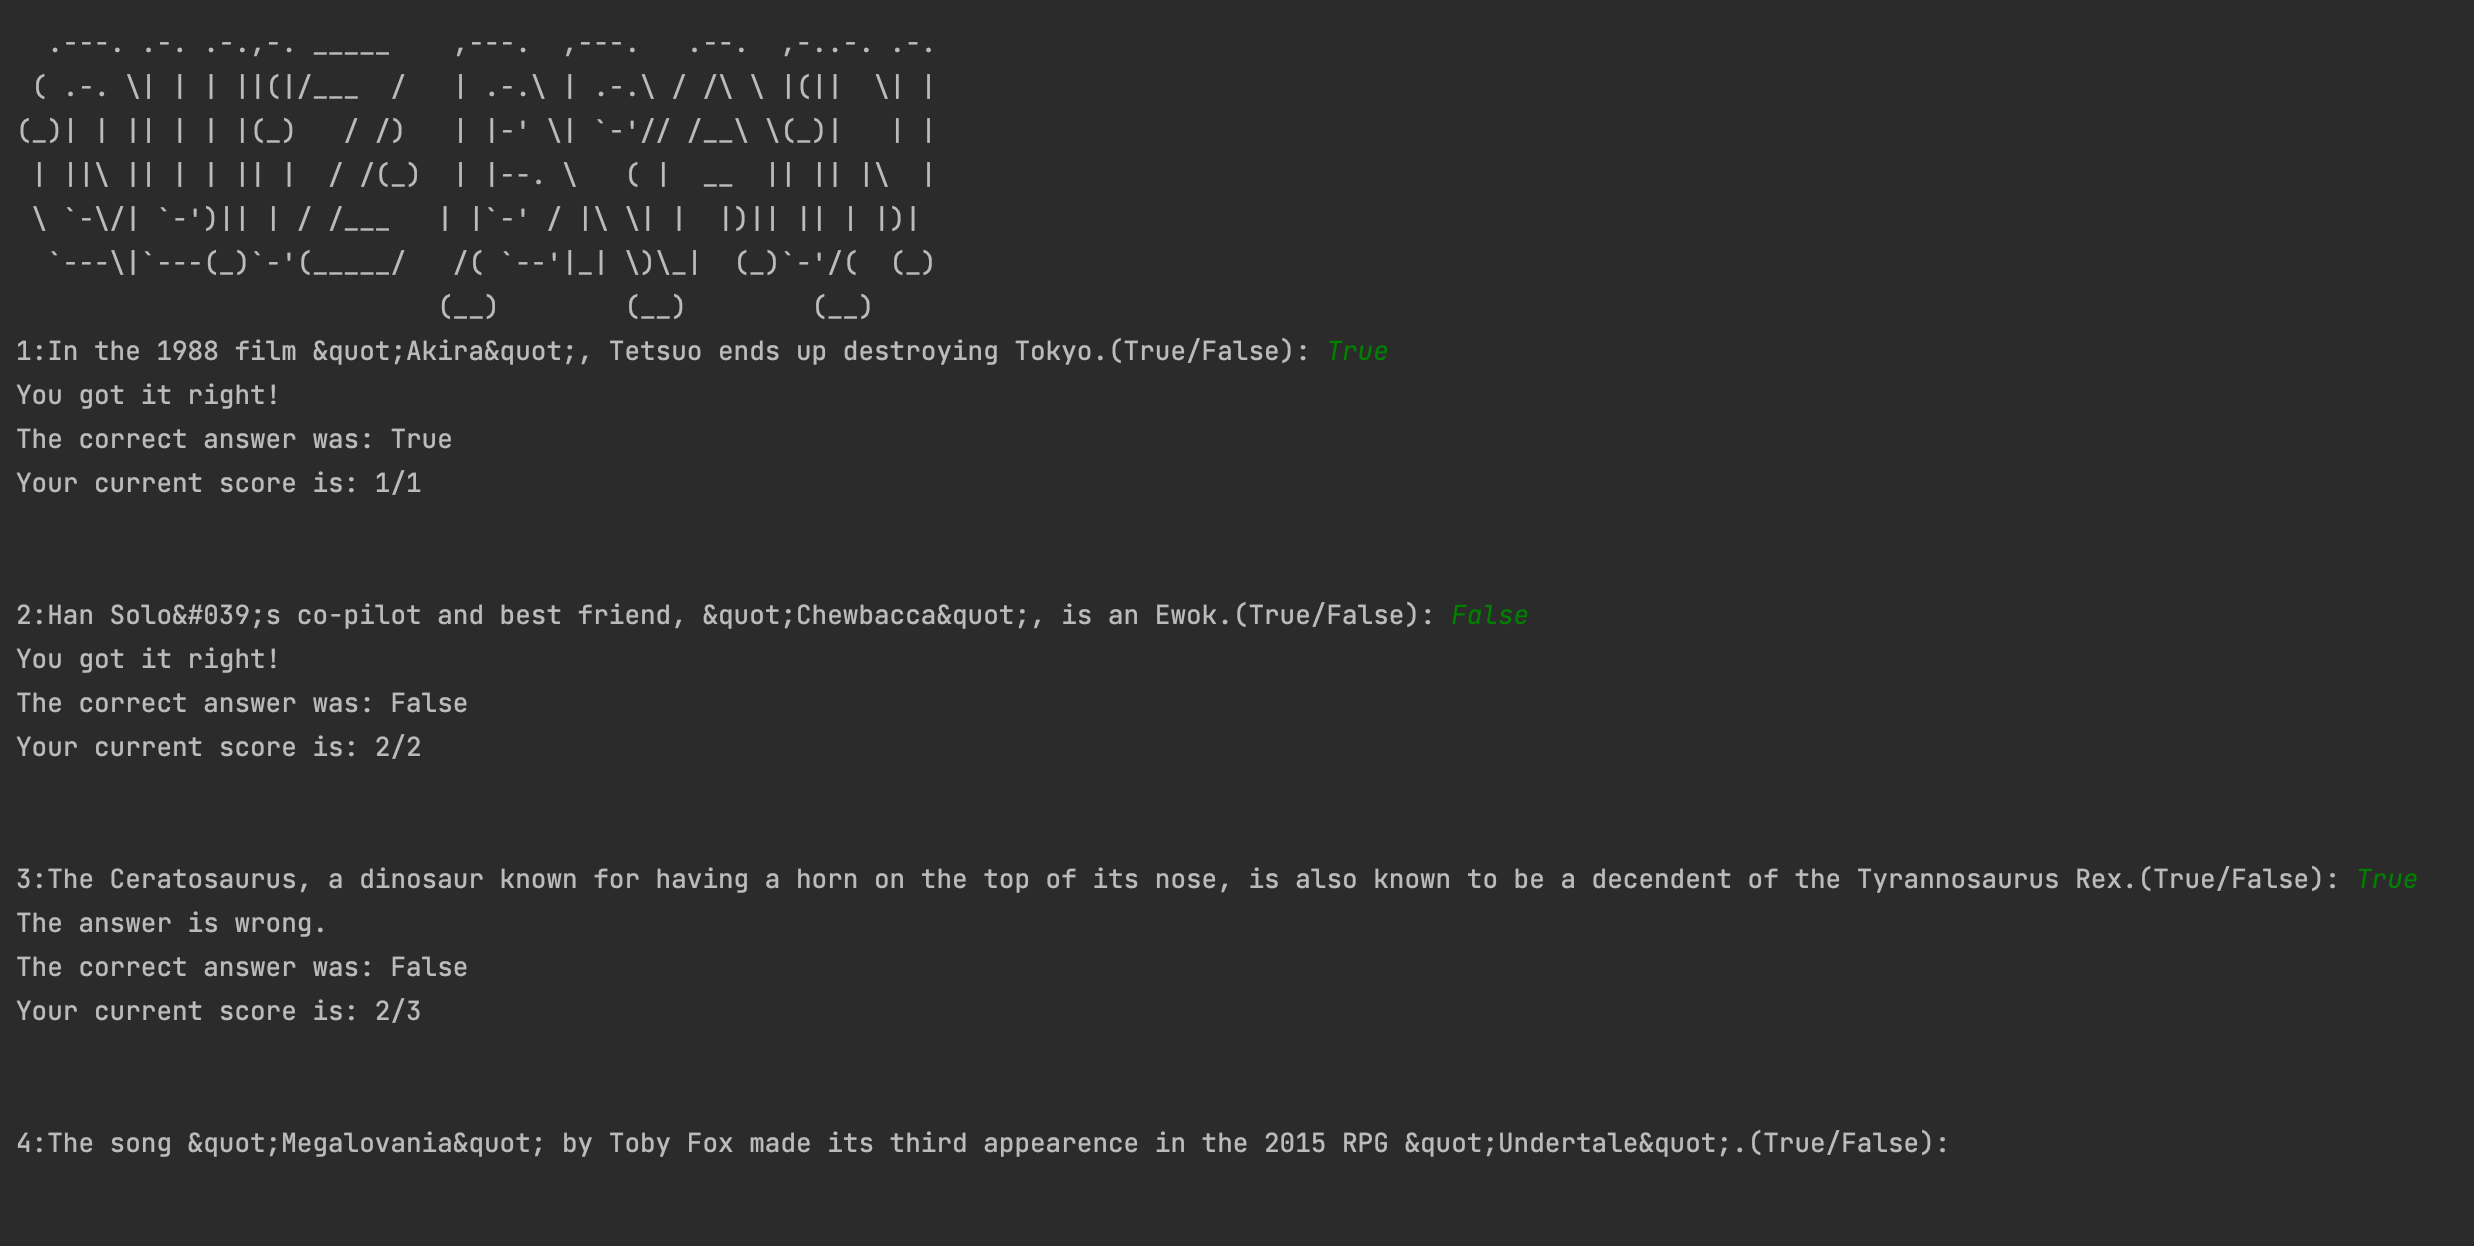 .---. .-. .-.,-. _____    ,---.  ,---.   .--.  ,-..-. .-.
 ( .-. \| | | ||(|/___  /   | .-.\ | .-.\ / /\ \ |(||  \| |
(_)| | || | | |(_)   / /)   | |-' \| `-'// /__\ \(_)|   | |
 | ||\ || | | || |  / /(_)  | |--. \   ( |  __  || || |\  |
 \ `-\/| `-')|| | / /___   | |`-' / |\ \| |  |)|| || | |)|
  `---\|`---(_)`-'(_____/   /( `--'|_| \)\_|  (_)`-'/(  (_)
                           (__)        (__)        (__)
1:In the 1988 film &quot;Akira&quot;, Tetsuo ends up destroying Tokyo.(True/False): True
You got it right!
The correct answer was: True
Your current score is: 1/1
2:Han Solo&#039;s co-pilot and best friend, &quot;Chewbacca&quot;, is an Ewok.(True/False): False
You got it right!
The correct answer was: False
Your current score is: 2/2
3:The Ceratosaurus, a dinosaur known for having a horn on the top of its nose, is also known to be a decendent of the Tyrannosaurus Rex.(True/False): True
The answer is wrong.
The correct answer was: False
Your current score is: 2/3
4:The song &quot;Megalovania&quot; by Toby Fox made its third appearence in the 2015 RPG &quot;Undertale&quot;.(True/False):